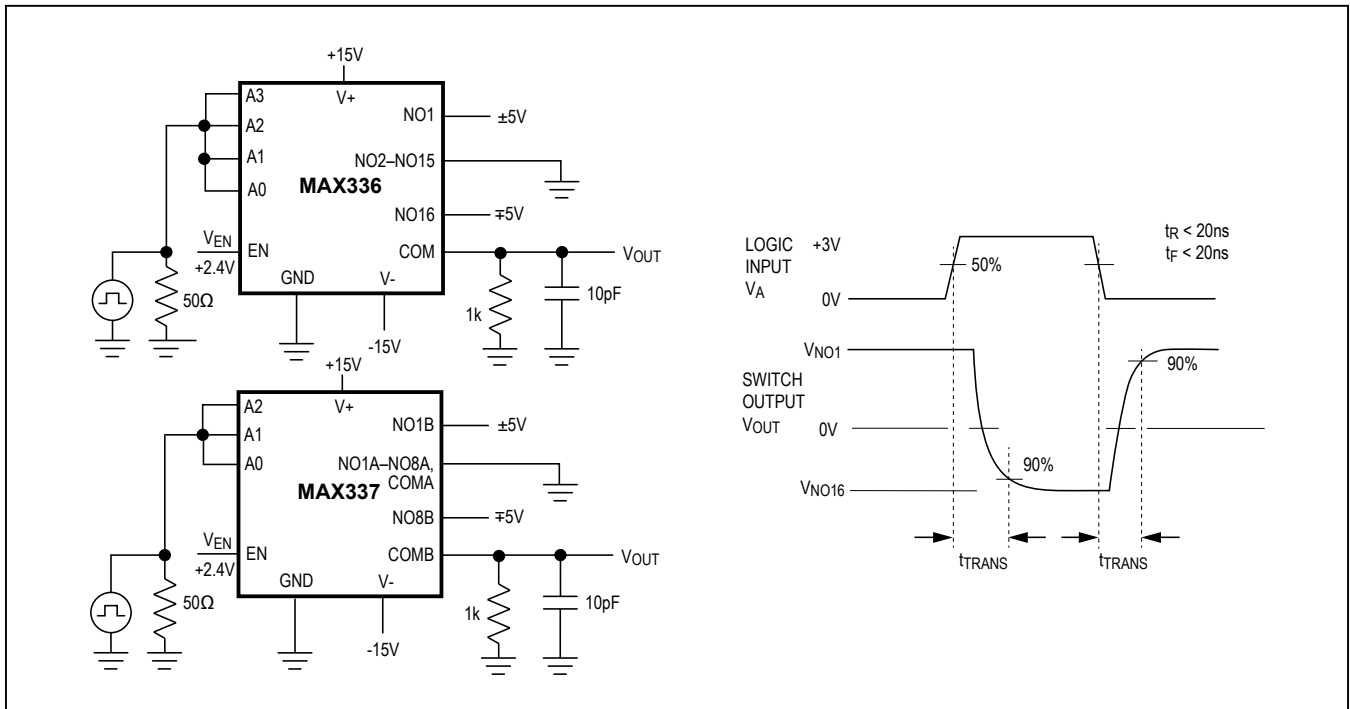 +15V
V+
A3
A2
A1
A0
MAX336
NO1
±5V
NO2–NO15
NO16
∓5V
VEN
+2.4V
EN
COM
VOUT
GND
V-
50Ω
1k
10pF
-15V
+15V
V+
A2
A1
A0
MAX337
NO1B
±5V
NO1A–NO8A,
COMA
NO8B
∓5V
VEN
+2.4V
EN
COMB
VOUT
GND
V-
50Ω
1k
10pF
-15V
LOGIC
INPUT
VA
+3V
0V
50%
tR < 20ns
tF < 20ns
VNO1
SWITCH
OUTPUT
VOUT
0V
90%
90%
VNO16
tTRANS
tTRANS